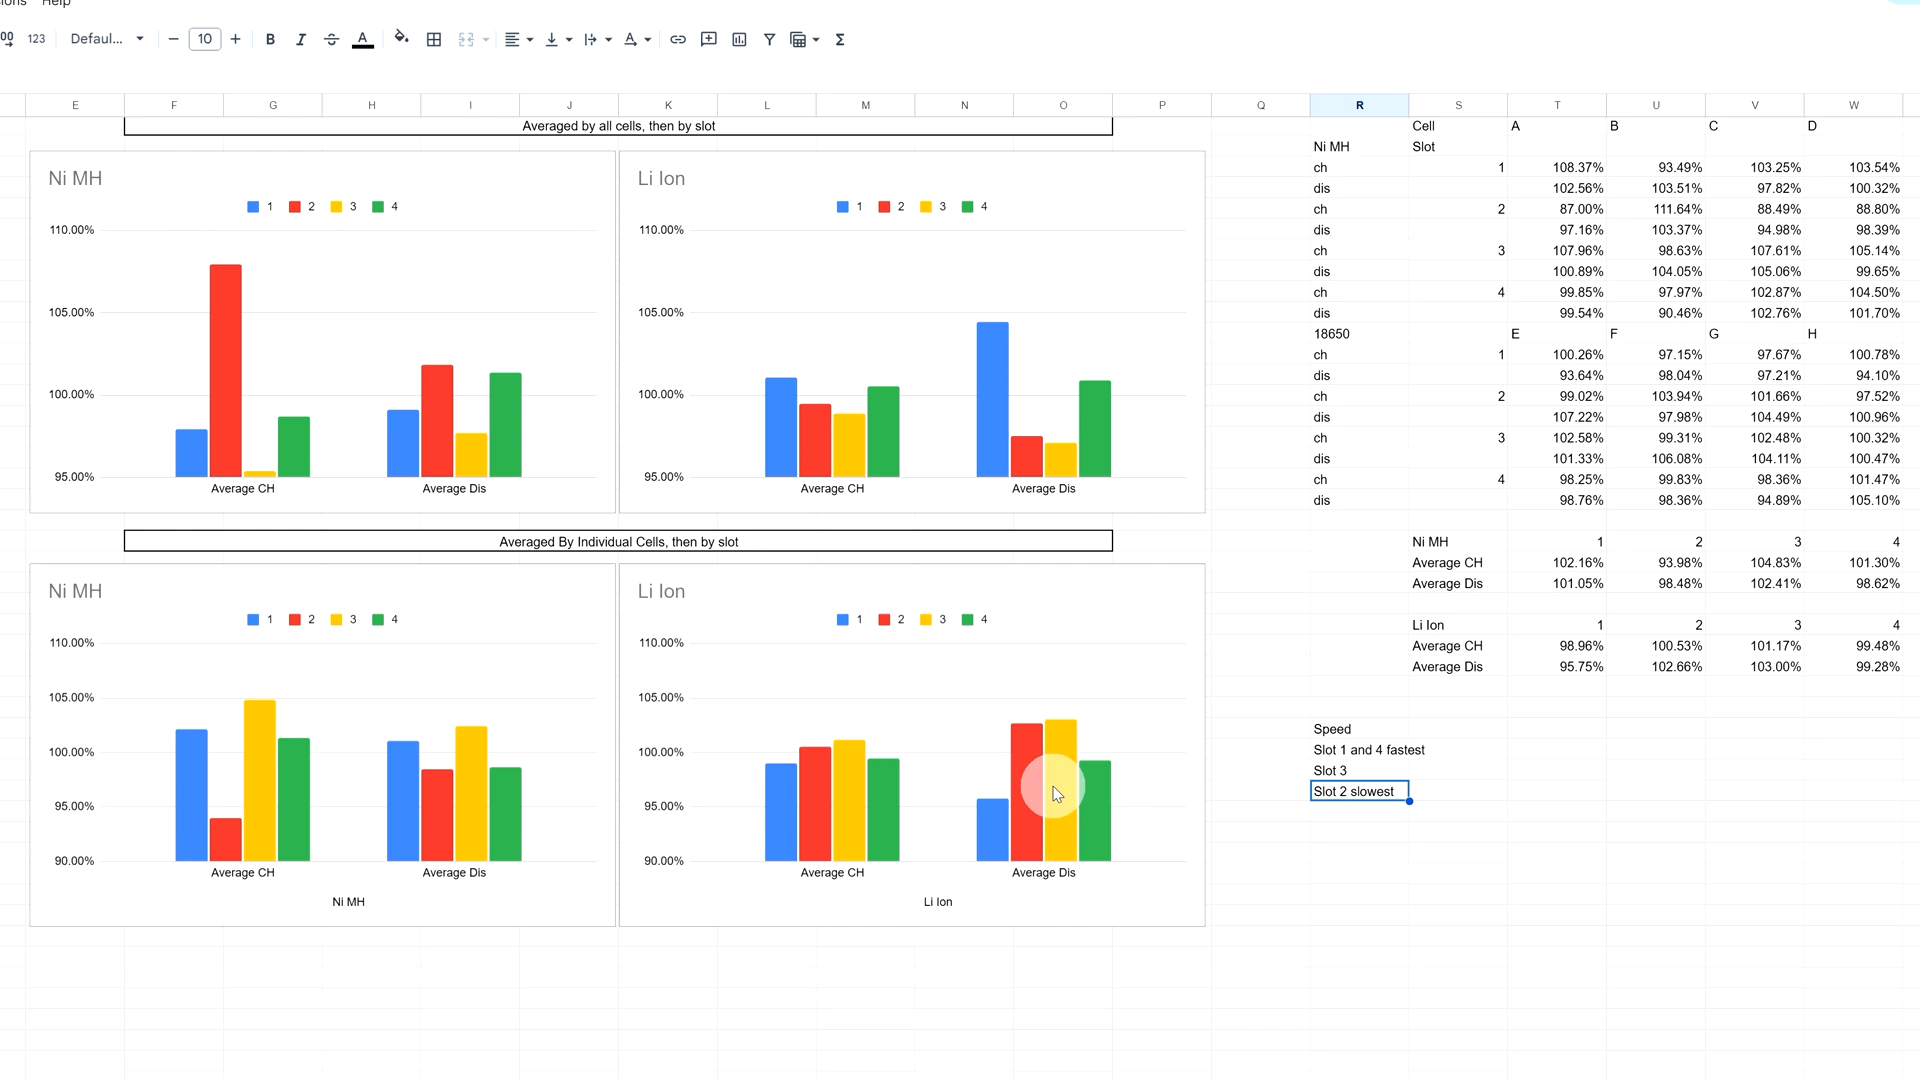 Help
00 123 Defaul... 10
E F G H I J K L M N O P Q R S T U V W
Averaged by all cells, then by slot
Ni MH
1 2 3 4
110.00%
105.00%
100.00%
95.00%
Average CH Average Dis
Li Ion
1 2 3 4
110.00%
105.00%
100.00%
95.00%
Average CH Average Dis
Averaged By Individual Cells, then by slot
Ni MH
1 2 3 4
110.00%
105.00%
100.00%
95.00%
90.00%
Average CH Average Dis
Ni MH
Li Ion
1 2 3 4
110.00%
105.00%
100.00%
95.00%
90.00%
Average CH Average Dis
Li Ion
Cell A B C D
Ni MH Slot
ch 1 108.37% 93.49% 103.25% 103.54%
dis 102.56% 103.51% 97.82% 100.32%
ch 2 87.00% 111.64% 88.49% 88.80%
dis 97.16% 103.37% 94.98% 98.39%
ch 3 107.96% 98.63% 107.61% 105.14%
dis 100.89% 104.05% 105.06% 99.65%
ch 4 99.85% 97.97% 102.87% 104.50%
dis 99.54% 90.46% 102.76% 101.70%
18650 E F G H
ch 1 100.26% 97.15% 97.67% 100.78%
dis 93.64% 98.04% 97.21% 94.10%
ch 2 99.02% 103.94% 101.66% 97.52%
dis 107.22% 97.98% 104.49% 100.96%
ch 3 102.58% 99.31% 102.48% 100.32%
dis 101.33% 106.08% 104.11% 100.47%
ch 4 98.25% 99.83% 98.36% 101.47%
dis 98.76% 98.36% 94.89% 105.10%
Ni MH 1 2 3 4
Average CH 102.16% 93.98% 104.83% 101.30%
Average Dis 101.05% 98.48% 102.41% 98.62%
Li Ion 1 2 3 4
Average CH 98.96% 100.53% 101.17% 99.48%
Average Dis 95.75% 102.66% 103.00% 99.28%
Speed
Slot 1 and 4 fastest
Slot 3
Slot 2 slowest